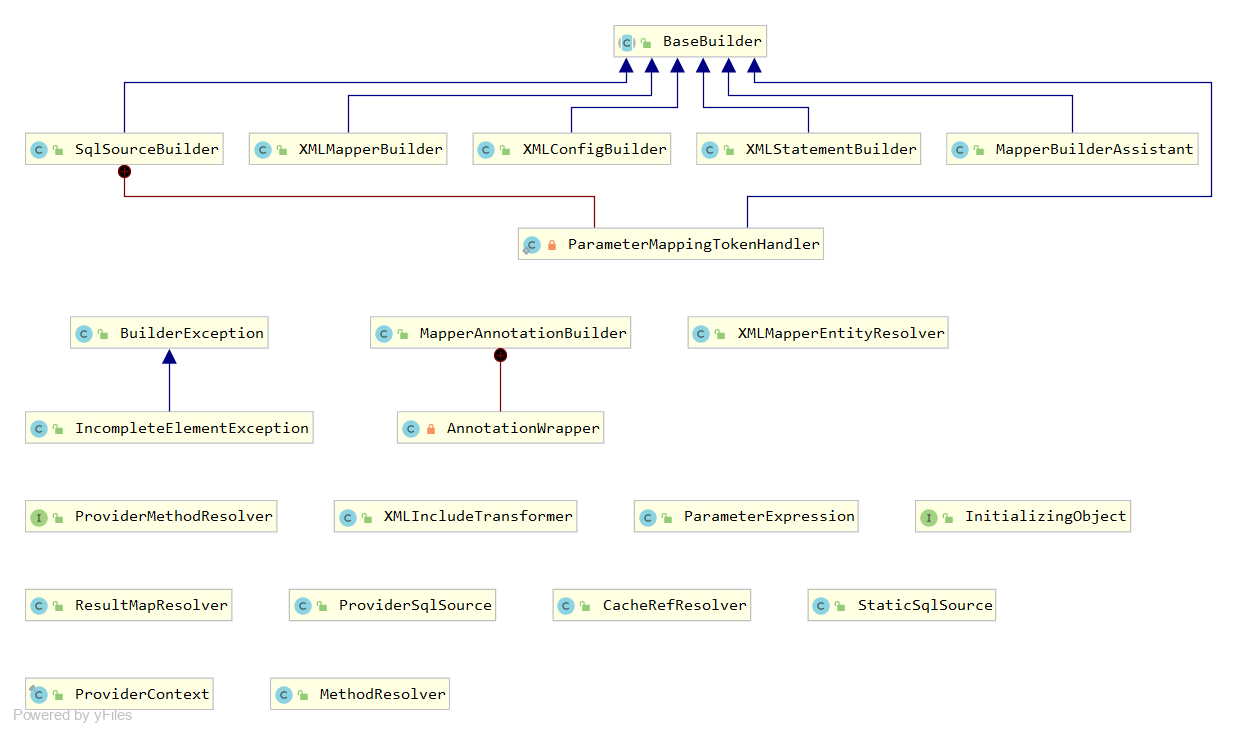 BaseBuilder
SqlSourceBuilder
XMLMapperBuilder
XMLConfigBuilder
XMLStatementBuilder
MapperBuilderAssistant
ParameterMappingTokenHandler
BuilderException
MapperAnnotationBuilder
XMLMapperEntityResolver
IncompleteElementException
AnnotationWrapper
ProviderMethodResolver
XMLIncludeTransformer
ParameterExpression
InitializingObject
ResultMapResolver
ProviderSqlSource
CacheRefResolver
StaticSqlSource
ProviderContext
MethodResolver
Powered by yFiles